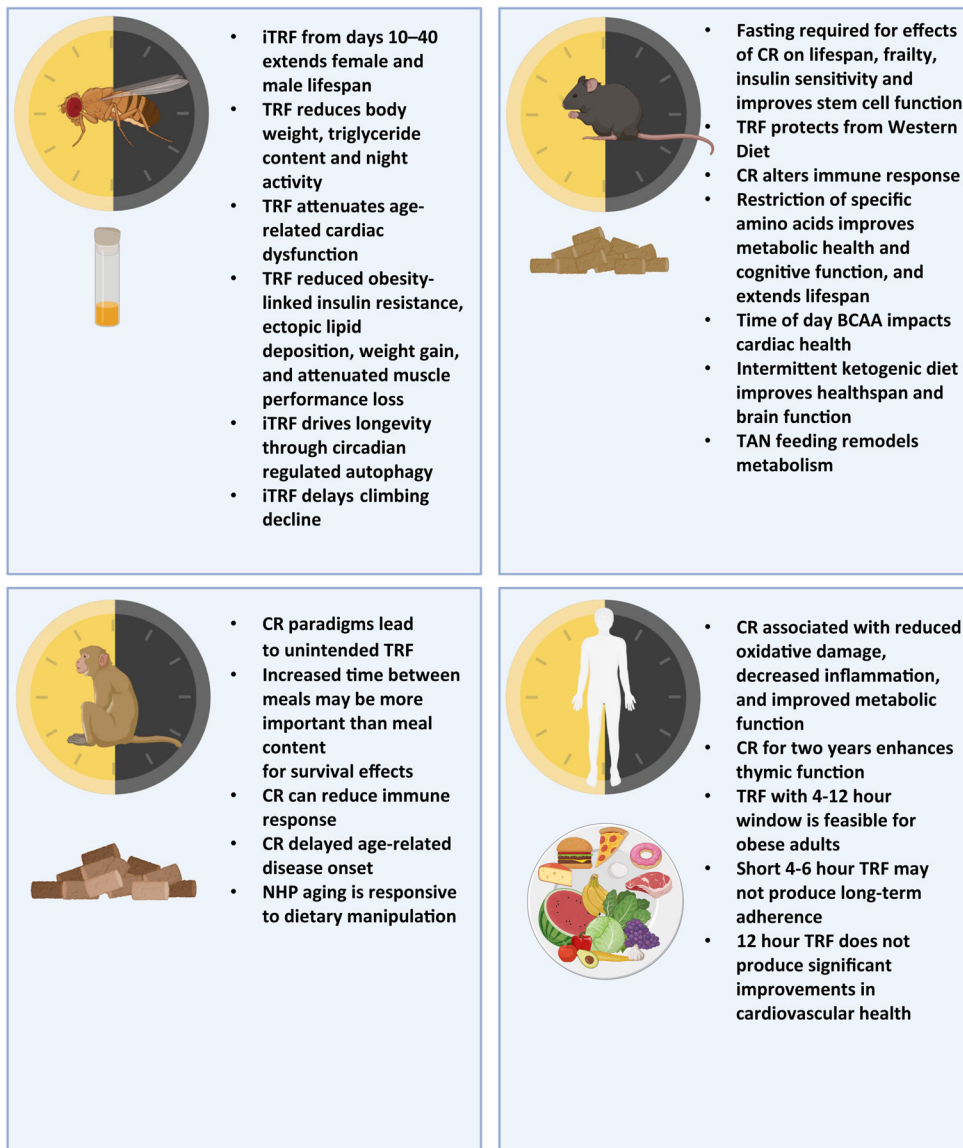 • iTRF from days 10–40
extends female and
male lifespan
• TRF reduces body
weight, triglyceride
content and night
activity
• TRF attenuates age-
related cardiac
dysfunction
• TRF reduced obesity-
linked insulin resistance,
ectopic lipid
deposition, weight gain,
and attenuated muscle
performance loss
• iTRF drives longevity
through circadian
regulated autophagy
• iTRF delays climbing
decline
• Fasting required for effects
of CR on lifespan, frailty,
insulin sensitivity and
improves stem cell function
• TRF protects from Western
Diet
• CR alters immune response
• Restriction of specific
amino acids improves
metabolic health and
cognitive function, and
extends lifespan
• Time of day BCAA impacts
cardiac health
• Intermittent ketogenic diet
improves healthspan and
brain function
• TAN feeding remodels
metabolism
• CR paradigms lead
to unintended TRF
• Increased time between
meals may be more
important than meal
content
for survival effects
• CR can reduce immune
response
• CR delayed age-related
disease onset
• NHP aging is responsive
to dietary manipulation
• CR associated with reduced
oxidative damage,
decreased inflammation,
and improved metabolic
function
• CR for two years enhances
thymic function
• TRF with 4-12 hour
window is feasible for
obese adults
• Short 4-6 hour TRF may
not produce long-term
adherence
• 12 hour TRF does not
produce significant
improvements in
cardiovascular health